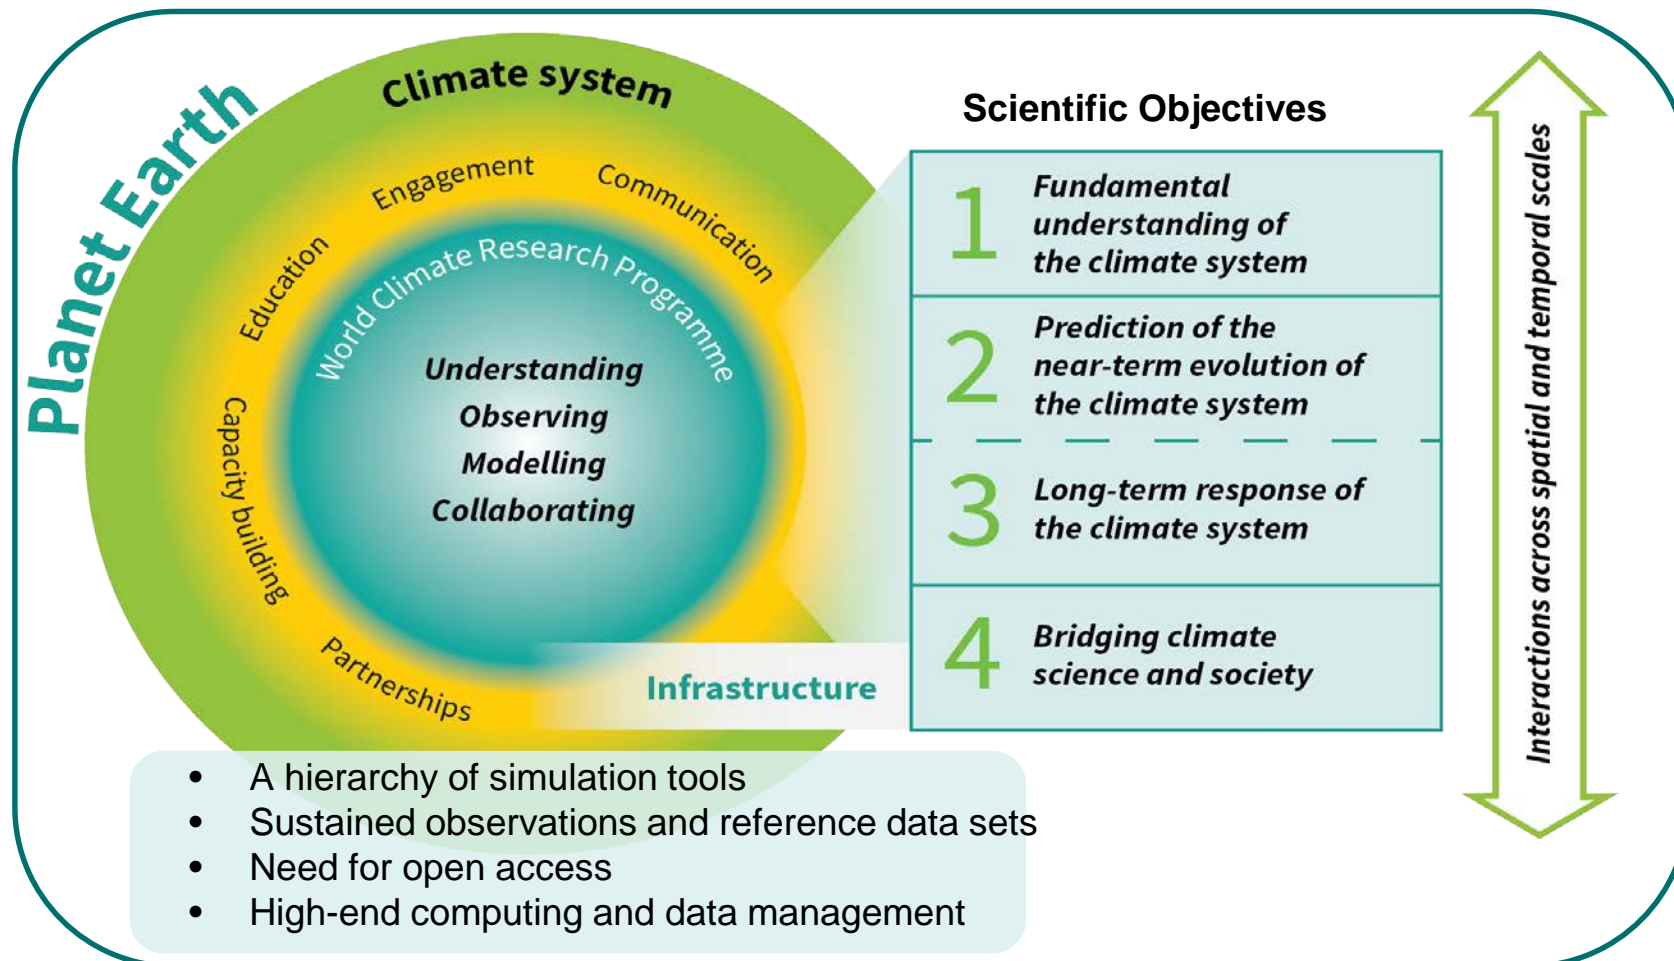 Planet Earth
Climate system
Engagement
Communication
Education
Capacity building
Partnerships
World Climate Research Programme
Understanding
Observing
Modelling
Collaborating
Infrastructure
Scientific Objectives
1
Fundamental
understanding of
the climate system
2
Prediction of the
near-term evolution of
the climate system
3
Long-term response of
the climate system
4
Bridging climate
science and society
Interactions across spatial and temporal scales
• A hierarchy of simulation tools
• Sustained observations and reference data sets
• Need for open access
• High-end computing and data management